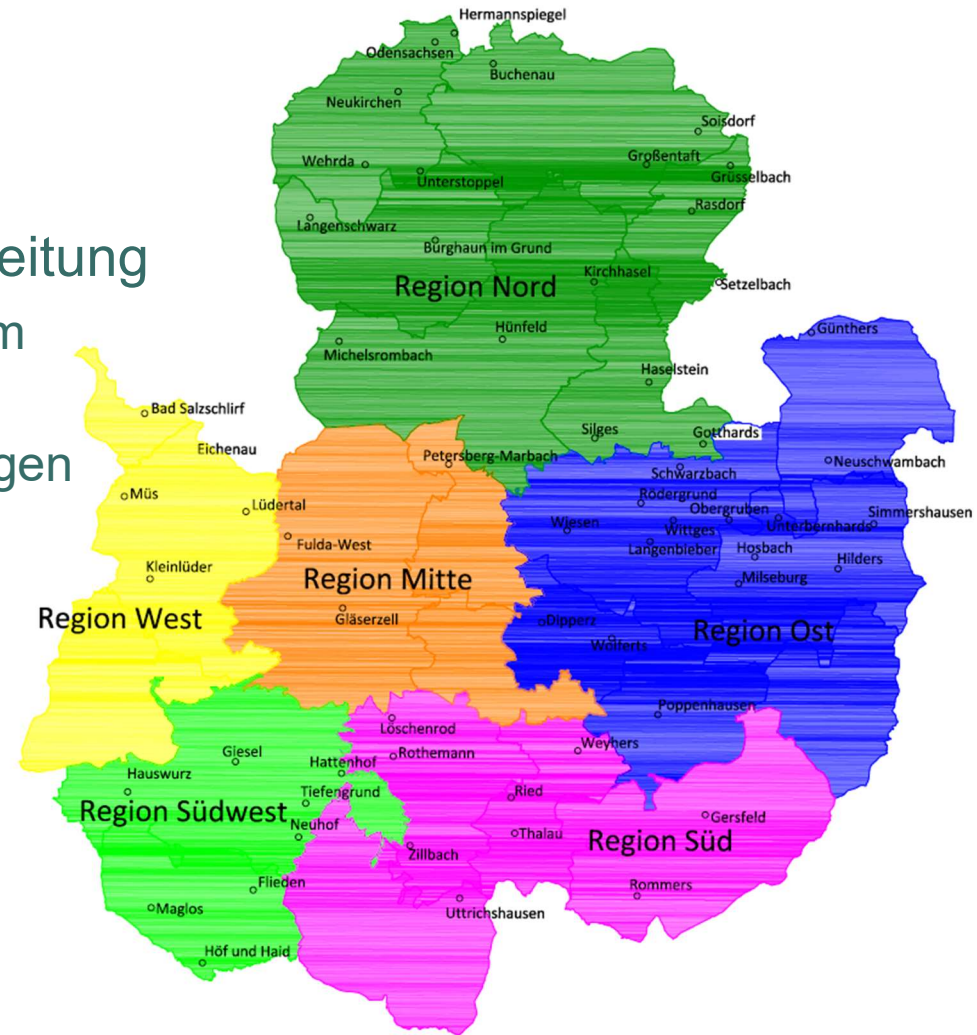 Hermannspiegel
Odensachsen
Buchenau
Neukirchen
Soisdorf
Großentaft
Wehrda
Grüsselbach
Unterstoppel
Rasdorf
Langenschwarz
Burghaun im Grund
eitung
Kirchhasel
Region Nord
Setzelbach
m
Hünfeld
Günthers
Michelsrombach
Haselstein
Bad Salzschlirf
Silges
Gotthards
Eichenau
Petersberg-Marbach
gen
Schwarzbach
Neuschwambach
Müs
Rödergrund
Lüdertal
Obergruben
Simmershausen
Wiesen
Wittges
Unterbernhards
Fulda-West
Langenbieber
Hosbach
Hilders
Kleinlüder
Region Mitte
Milseburg
Region West
Gläserzell
Dipperz
Region Ost
Wolferts
Poppenhausen
Löschenrod
Weyhers
Giesel
Rothemann
Hattenhof
Hauswurz
Tiefengrund
Ried
Region Südwest
Gersfeld
Neuhof
Thalau
Region Süd
Zillbach
Flieden
Rommers
Maglos
Uttrichshausen
Höf und Haid